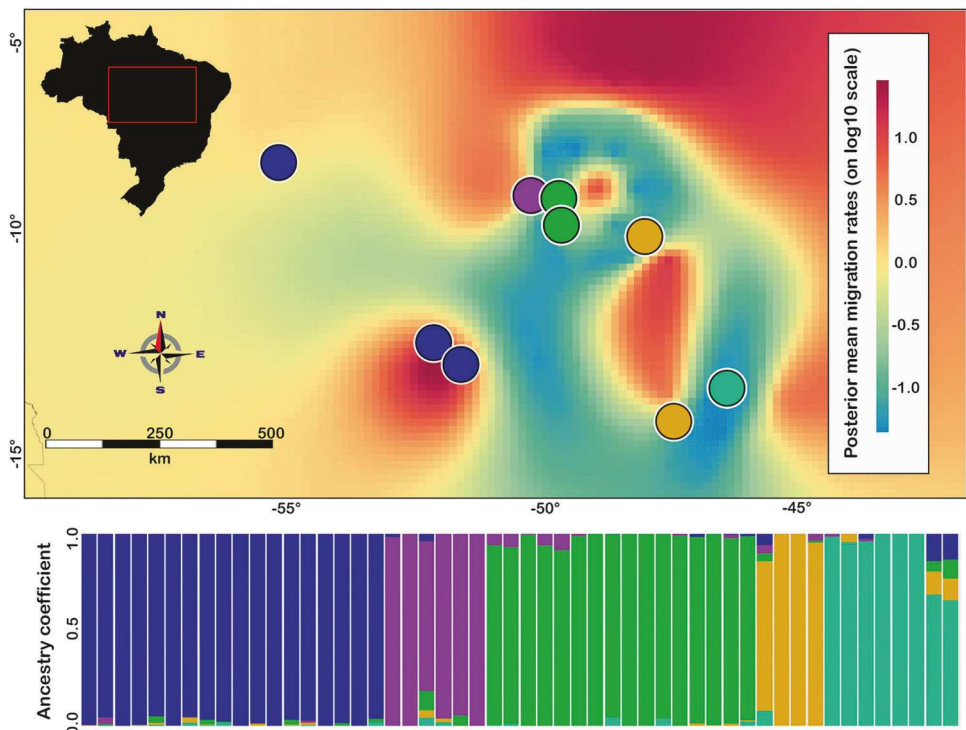 -5°
-10°
-15°
N
W E
S
0 250 500
km
-55° -50° -45°
Posterior mean migration rates (on log10 scale)
1.0
0.5
0.0
-0.5
-1.0
Ancestry coefficient
1.0
0.5
0.0